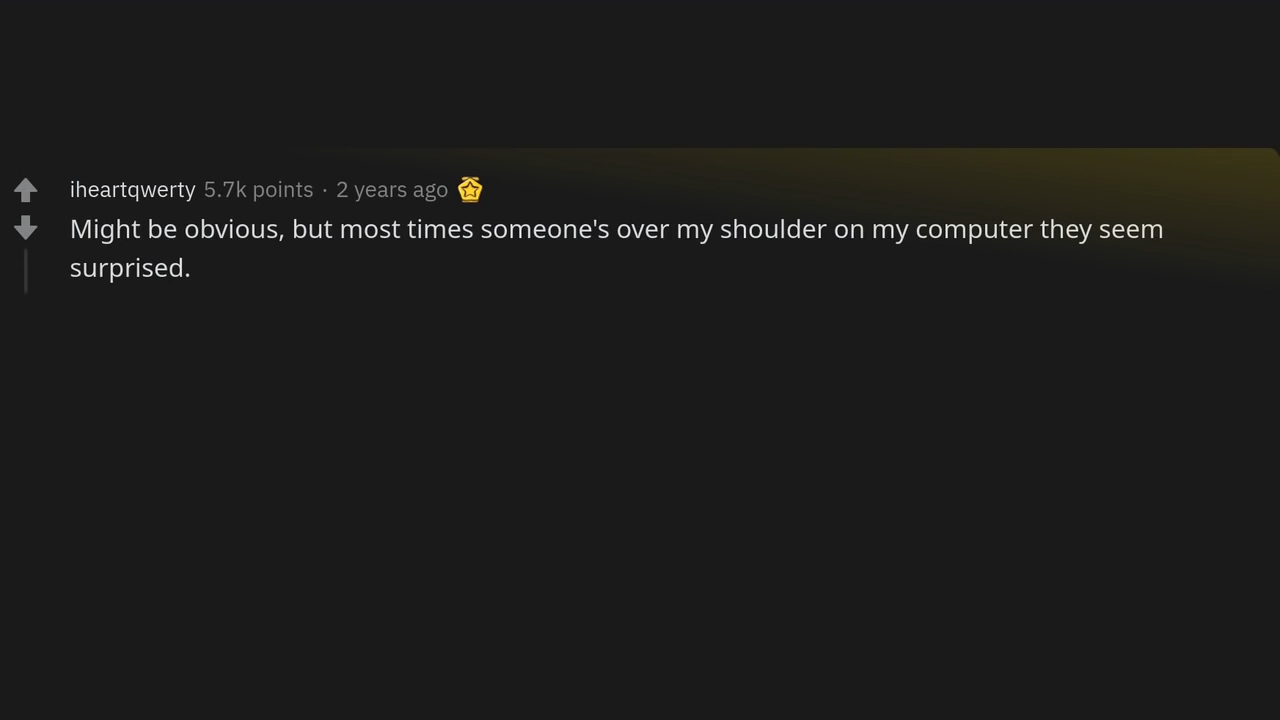 iheartqwerty 5.7k points · 2 years ago
Might be obvious, but most times someone's over my shoulder on my computer they seem
surprised.